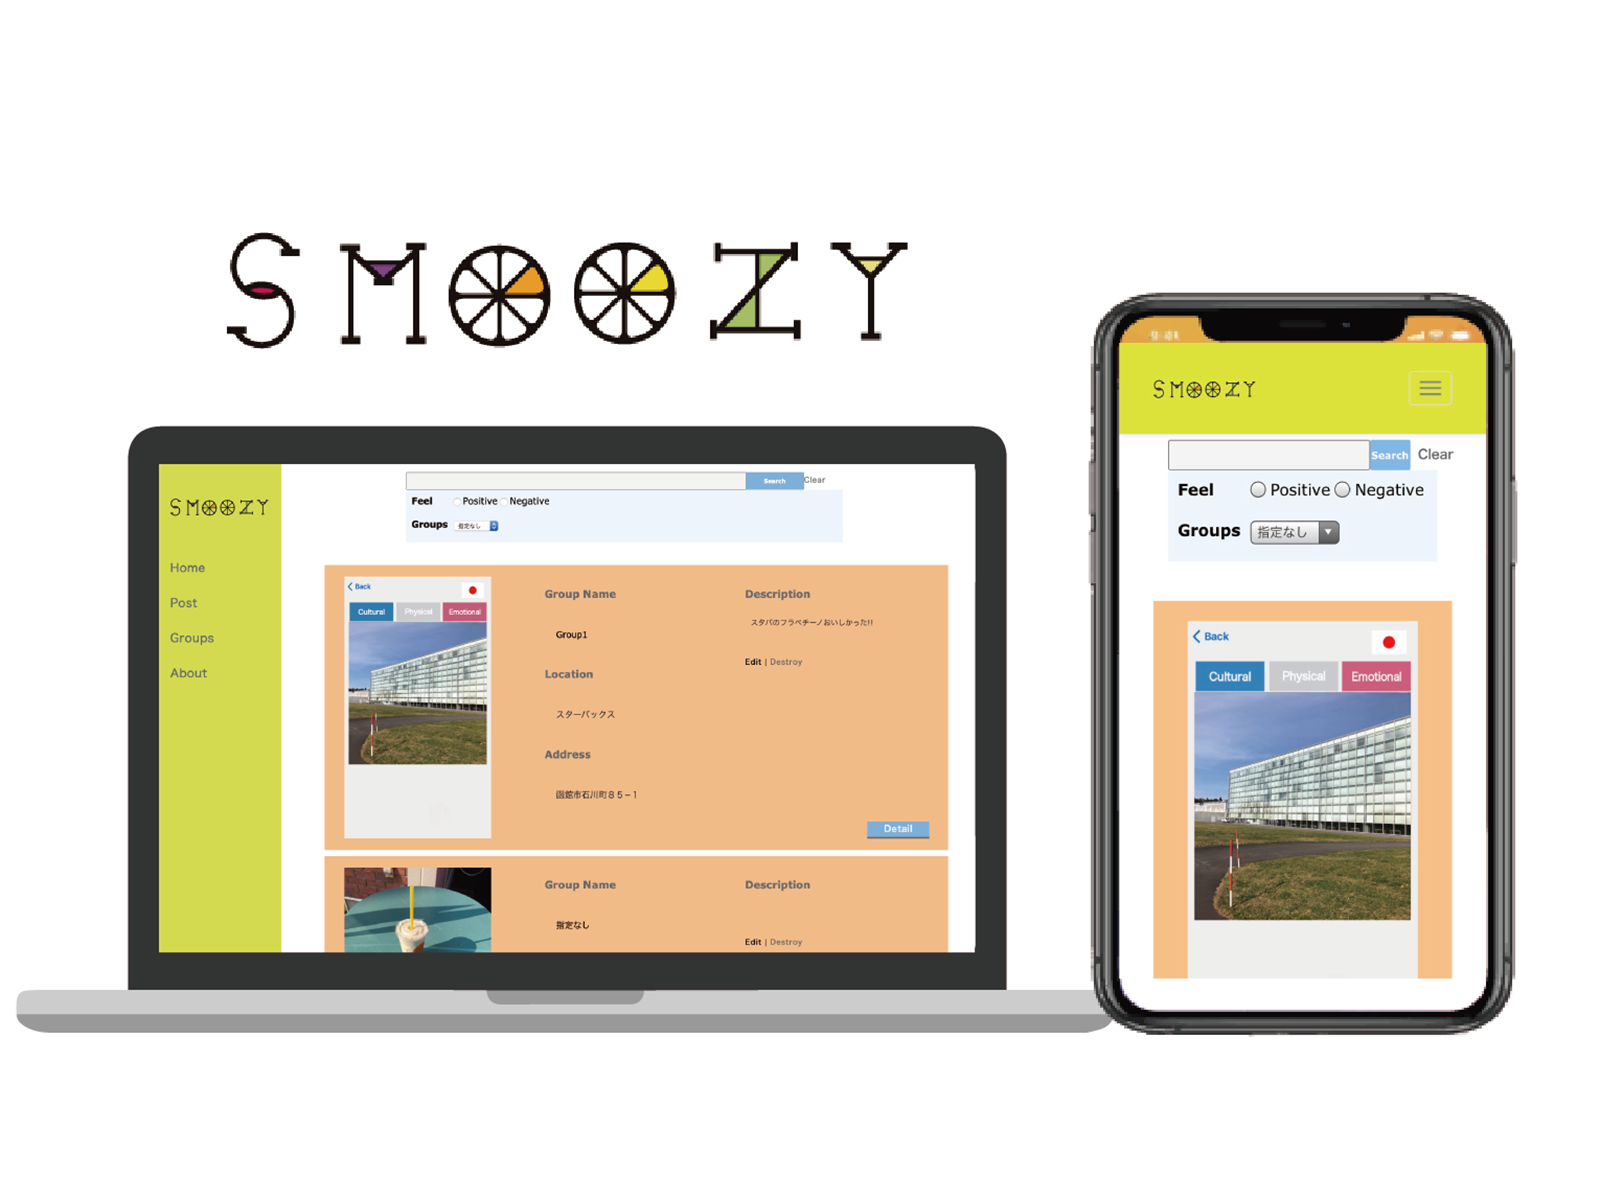 SMOOZY
SMOOZY
Home
Post
Groups
About
Search Clear
Feel Positive Negative
Groups 指定なし
Back
Cultural Physical Emotional
Group Name
Group1
Location
スターバックス
Address
函館市石川町85-1
Description
スタバのフラペチーノおいしかった!!
Edit | Destroy
Detail
Group Name
指定なし
Description
Edit | Destroy
SMOOZY
Search Clear
Feel Positive Negative
Groups 指定なし
Back
Cultural Physical Emotional